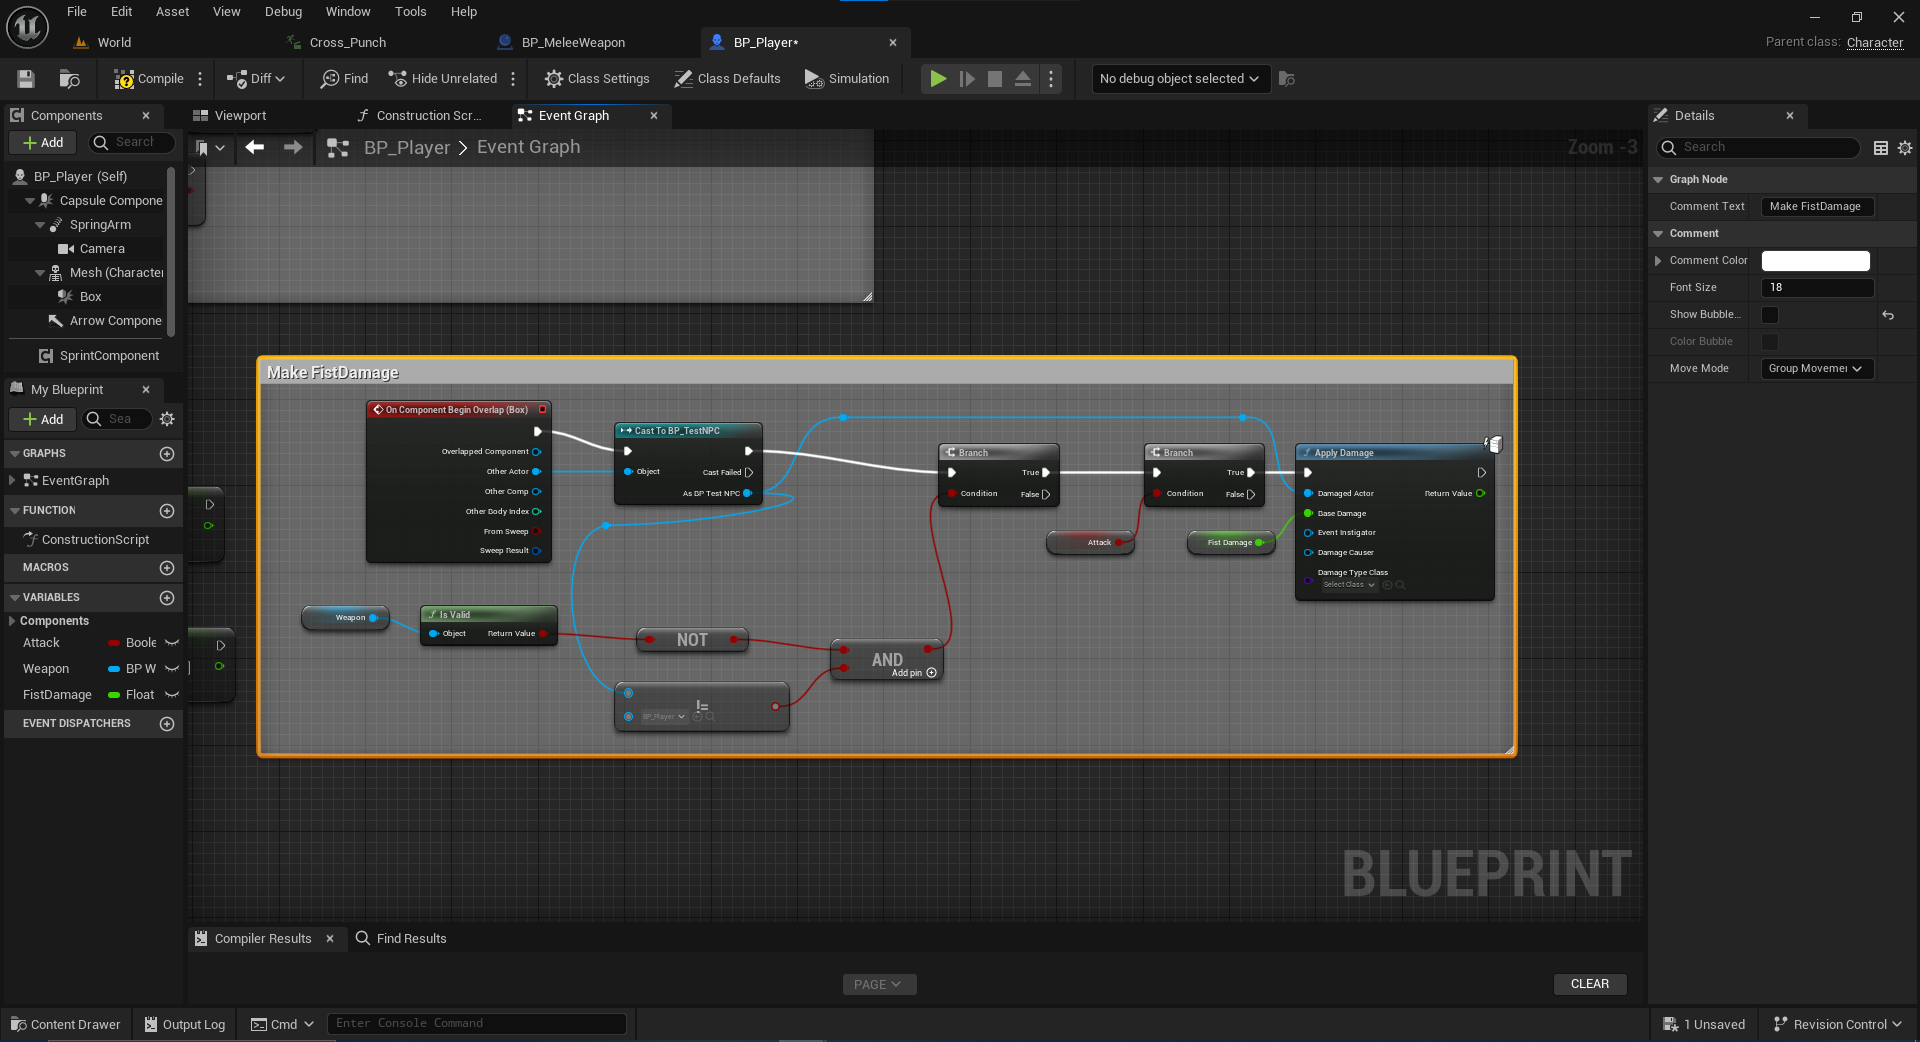 File Edit Asset View Debug Window Tools Help
World Cross_Punch BP_MeleeWeapon BP_Player*
Parent class: Character
Compile Diff Find Hide Unrelated Class Settings Class Defaults Simulation No debug object selected
Components
Add Search
BP_Player (Self)
Capsule Compone
SpringArm
Camera
Mesh (Character
Box
Arrow Compone
SprintComponent
My Blueprint
Add Sea
GRAPHS
EventGraph
FUNCTION
ConstructionScript
MACROS
VARIABLES
Components
Attack Boole
Weapon BP W
FistDamage Float
EVENT DISPATCHERS
Viewport Construction Scr... Event Graph
BP_Player > Event Graph
Zoom -3
Make FistDamage
On Component Begin Overlap (Box)
Overlapped Component
Other Actor
Other Comp
Other Body Index
From Sweep
Sweep Result
Cast To BP_TestNPC
Cast Failed
Object
As BP Test NPC
Branch
True
Condition False
Branch
True
Condition False
Apply Damage
Damaged Actor Return Value
Base Damage
Event Instigator
Damage Causer
Damage Type Class
Select Class
Attack
Fist Damage
Weapon
Is Valid
Object Return Value
NOT
AND
Add pin
!=
BP_Player
BLUEPRINT
Compiler Results Find Results
PAGE
CLEAR
Details
Search
Graph Node
Comment Text Make FistDamage
Comment
Comment Color
Font Size 18
Show Bubble...
Color Bubble
Move Mode Group Movemer
Content Drawer Output Log Cmd Enter Console Command
1 Unsaved Revision Control